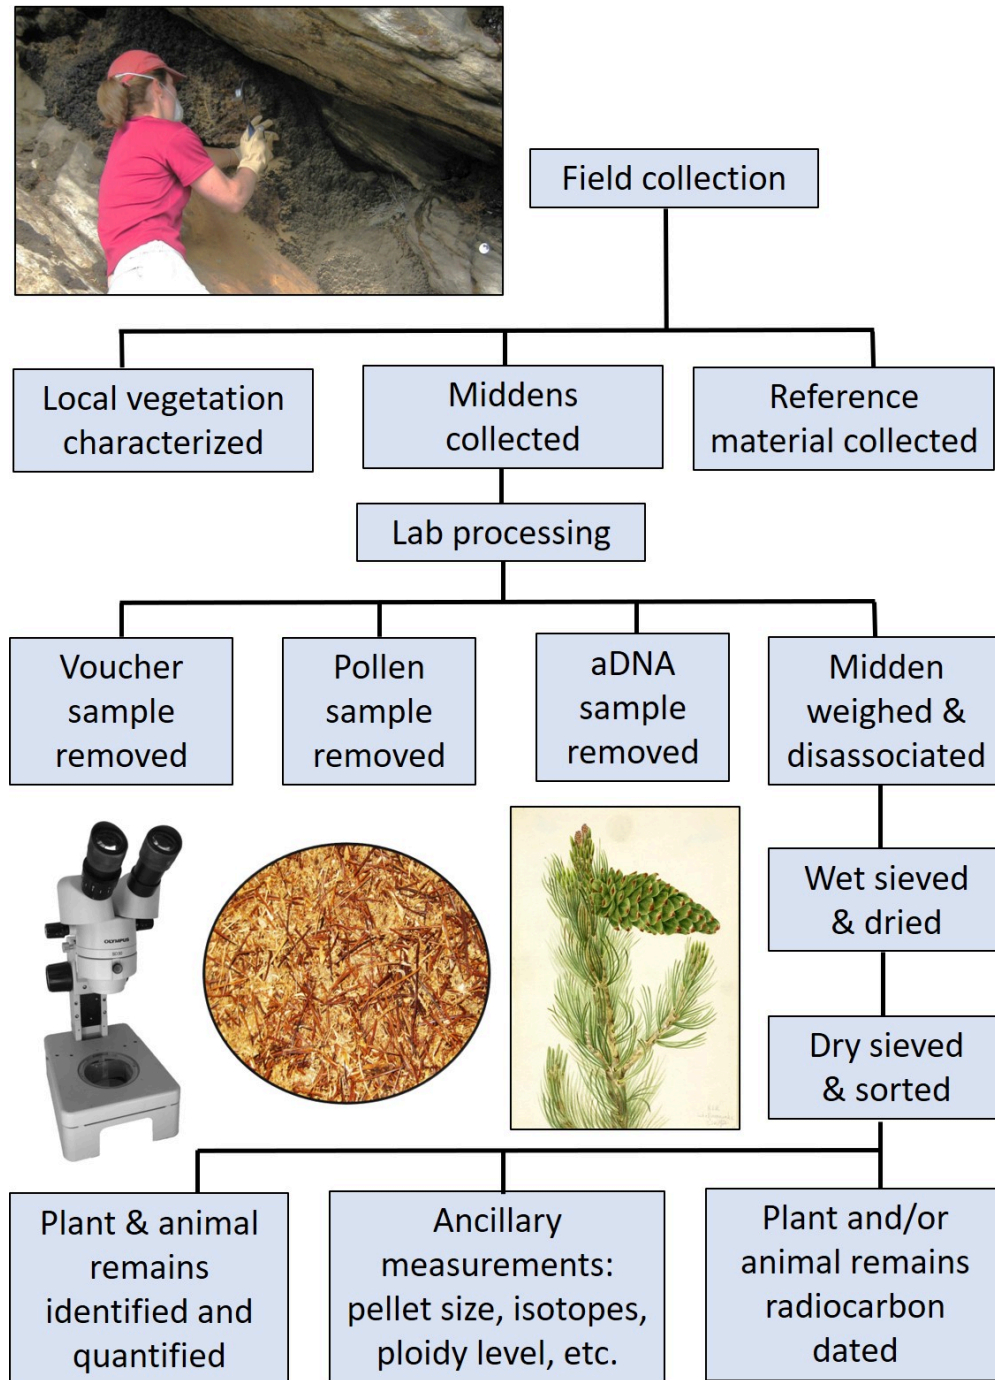 Field collection
Local vegetation
characterized
Middens
collected
Reference
material collected
Lab processing
Voucher
sample
removed
Pollen
sample
removed
aDNA
sample
removed
Midden
weighed &
disassociated
OLYMPUS
Wet sieved
& dried
Dry sieved
& sorted
Plant & animal
remains
identified and
quantified
Ancillary
measurements:
pellet size, isotopes,
ploidy level, etc.
Plant and/or
animal remains
radiocarbon
dated